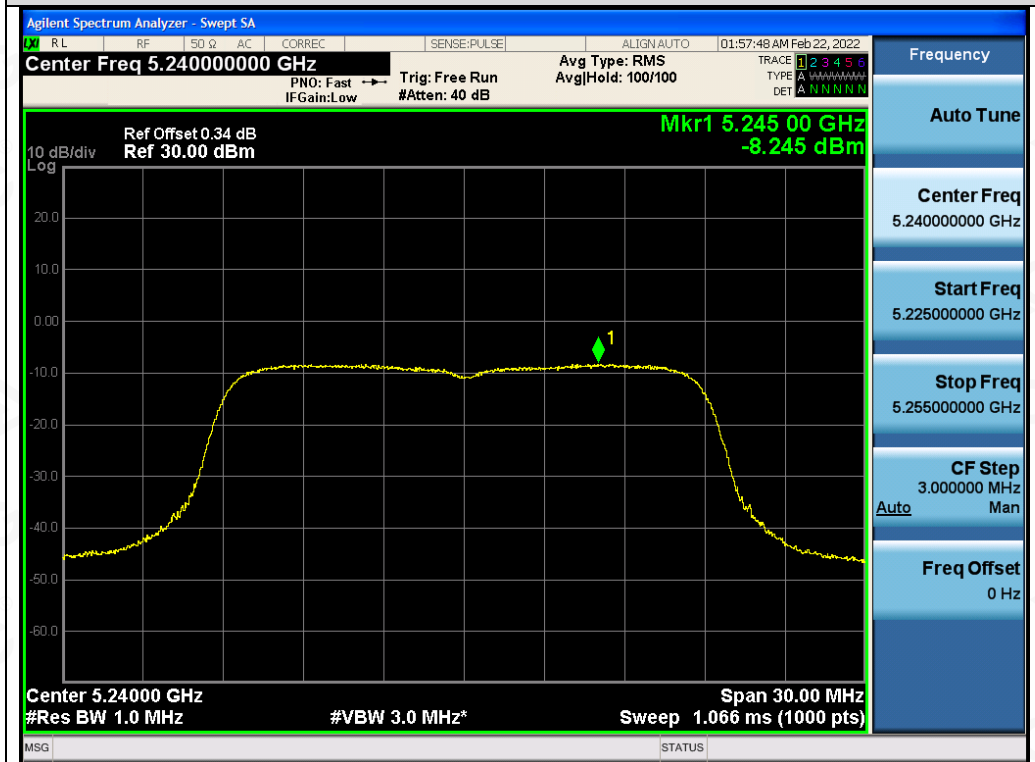 Agilent Spectrum Analyzer - Swept SA
LXI RL RF 50 Ω AC CORREC SENSE:PULSE ALIGN AUTO 01:57:48 AM Feb 22, 2022
Center Freq 5.240000000 GHz
PNO: Fast
IFGain:Low
Trig: Free Run
#Atten: 40 dB
Avg Type: RMS
Avg|Hold: 100/100
TRACE 1 2 3 4 5 6
TYPE A WWWWW
DET A N N N N N
Mkr1 5.245 00 GHz
-8.245 dBm
Ref Offset 0.34 dB
Ref 30.00 dBm
10 dB/div
Log
20.0
10.0
0.00
-10.0
-20.0
-30.0
-40.0
-50.0
-60.0
1
Center 5.24000 GHz
Span 30.00 MHz
#Res BW 1.0 MHz
#VBW 3.0 MHz*
Sweep 1.066 ms (1000 pts)
MSG
STATUS
Frequency
Auto Tune
Center Freq
5.240000000 GHz
Start Freq
5.225000000 GHz
Stop Freq
5.255000000 GHz
CF Step
3.000000 MHz
Auto Man
Freq Offset
0 Hz